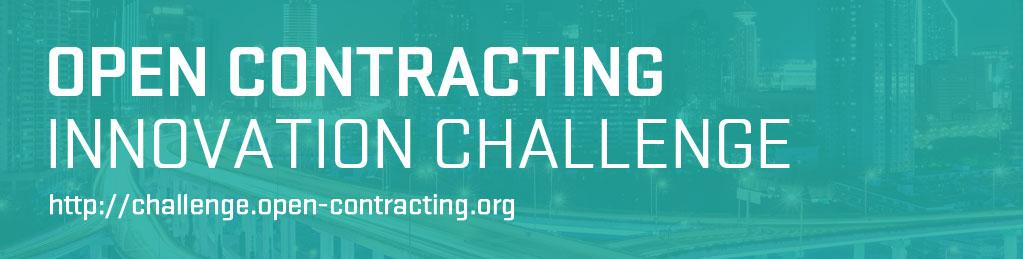 OPEN CONTRACTING
INNOVATION CHALLENGE
http://challenge.open-contracting.org